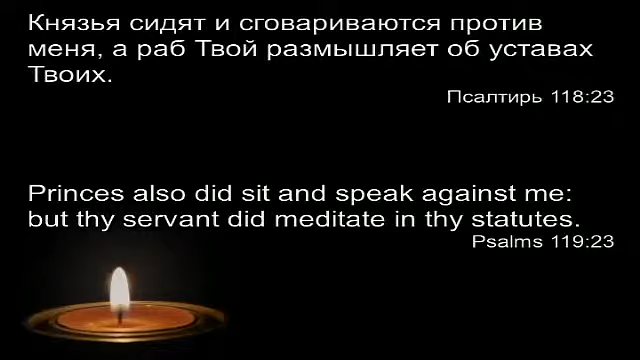 Князья сидят и сговариваются против
меня, а раб Твой размышляет об уставах
Твоих.
Псалтирь 118:23
Princes also did sit and speak against me:
but thy servant did meditate in thy statutes.
Psalms 119:23